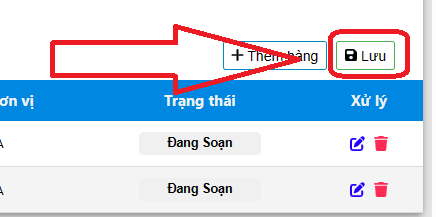 Thêm hàng Lưu
ơn vị Trạng thái Xử lý
A Đang Soạn
A Đang Soạn